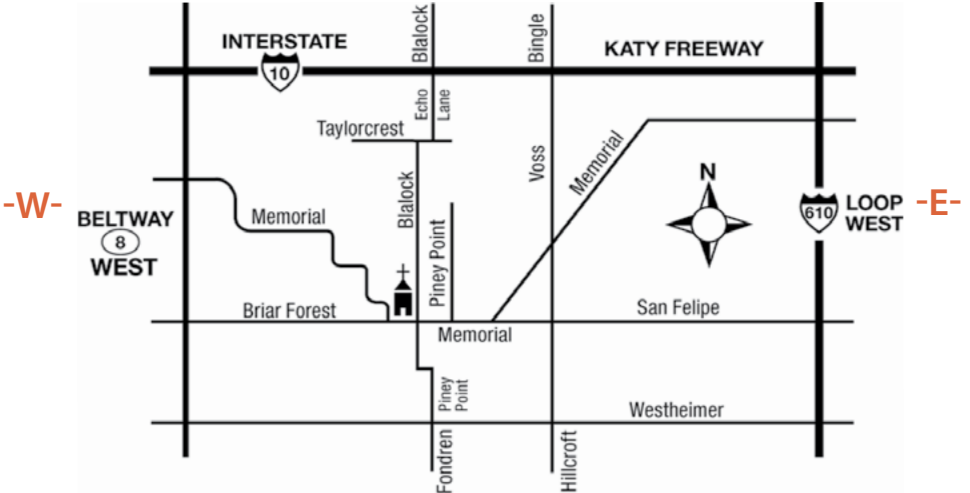 Blalock
Bingle
INTERSTATE
10
KATY FREEWAY
Echo
Lane
Taylorcrest
Voss
Memorial
N
-W-
-E-
BELTWAY
8
WEST
Memorial
Blalock
Piney Point
610
LOOP
WEST
Briar Forest
San Felipe
Memorial
Piney
Point
Westheimer
Fondren
Hillcroft